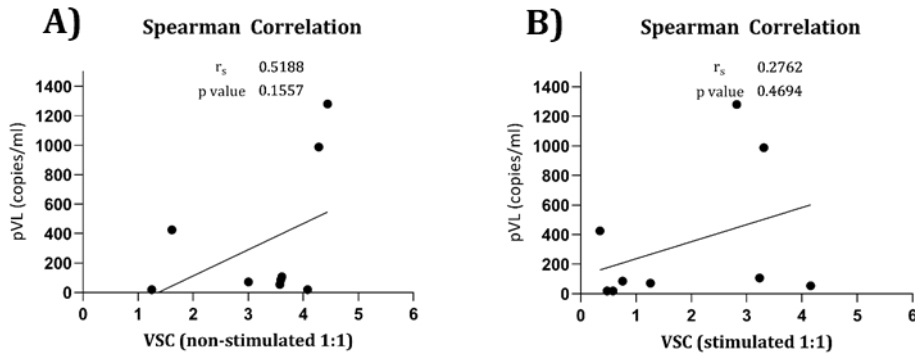 A)
Spearman Correlation
rs 0.5188
p value 0.1557
pVL (copies/ml)
1400
1200
1000
800
600
400
200
0
0 1 2 3 4 5 6
VSC (non-stimulated 1:1)
B)
Spearman Correlation
rs 0.2762
p value 0.4694
pVL (copies/ml)
1400
1200
1000
800
600
400
200
0
0 1 2 3 4 5 6
VSC (stimulated 1:1)